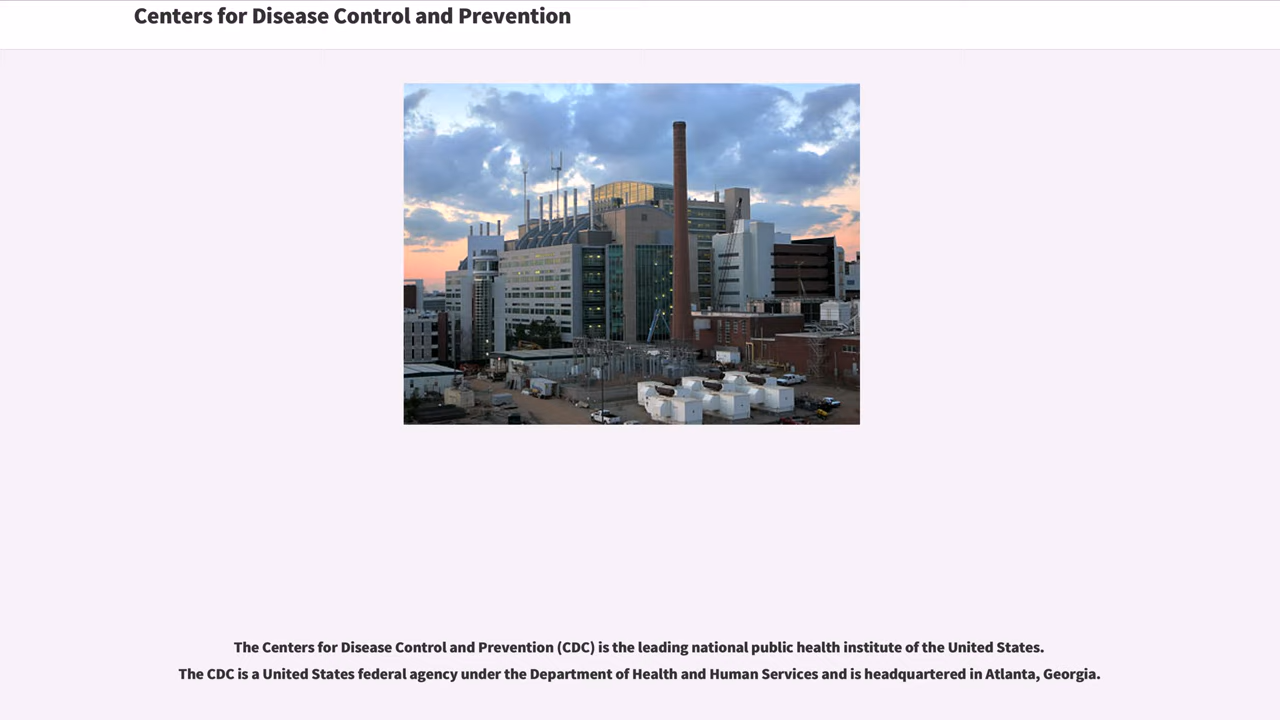 Centers for Disease Control and Prevention
The Centers for Disease Control and Prevention (CDC) is the leading national public health institute of the United States.
The CDC is a United States federal agency under the Department of Health and Human Services and is headquartered in Atlanta, Georgia.